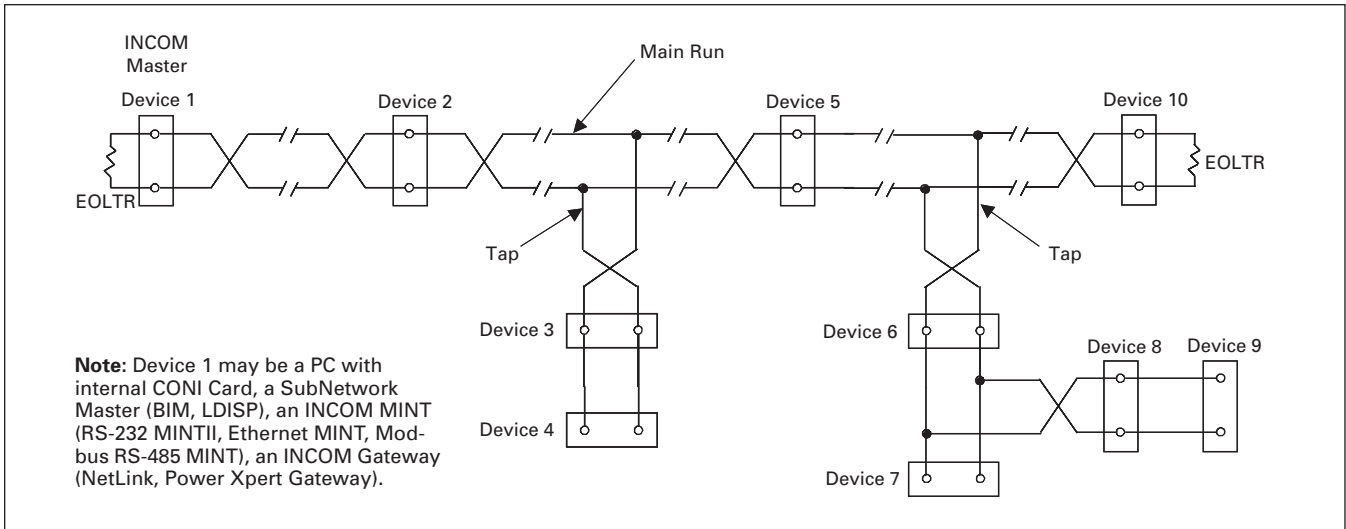 INCOM
Master
Device 1
Device 2
Main Run
Device 5
Device 10
EOLTR
EOLTR
Tap
Tap
Device 3
Device 4
Device 6
Device 8
Device 9
Device 7
Note: Device 1 may be a PC with
internal CONI Card, a SubNetwork
Master (BIM, LDISP), an INCOM MINT
(RS-232 MINTII, Ethernet MINT, Mod-
bus RS-485 MINT), an INCOM Gateway
(NetLink, Power Xpert Gateway).